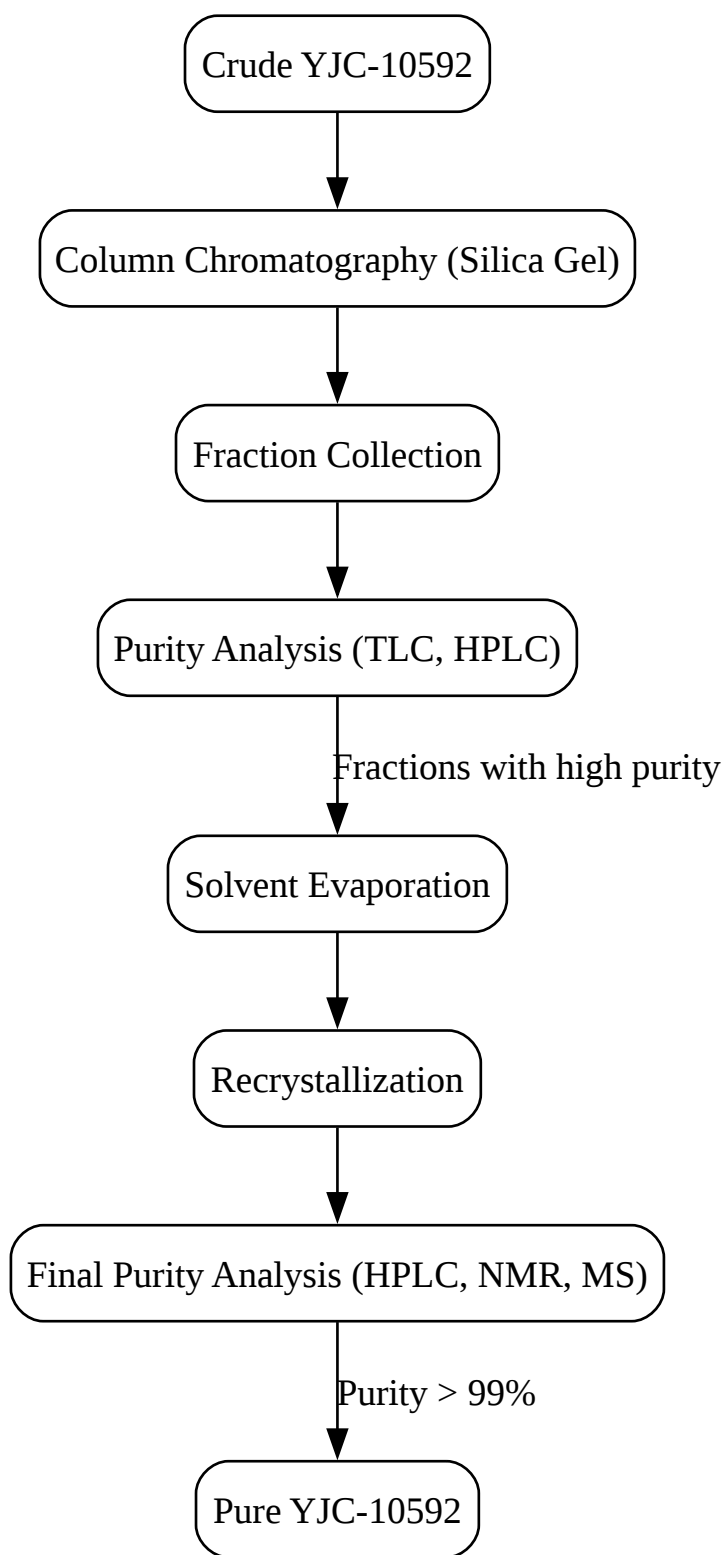 Crude YJC-10592
Column Chromatography (Silica Gel)
Fraction Collection
Purity Analysis (TLC, HPLC)
Fractions with high purity
Solvent Evaporation
Recrystallization
Final Purity Analysis (HPLC, NMR, MS)
Purity > 99%
Pure YJC-10592